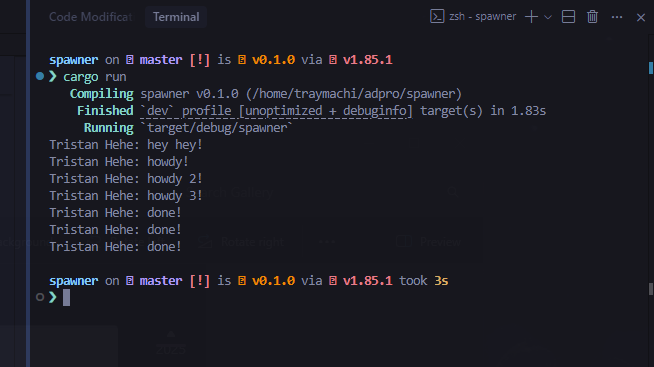 Code Modificat
Terminal
zsh - spawner
spawner on master [!] is v0.1.0 via v1.85.1
❯ cargo run
Compiling spawner v0.1.0 (/home/traymachi/adpro/spawner)
Finished `dev` profile [unoptimized + debuginfo] target(s) in 1.83s
Running `target/debug/spawner`
Tristan Hehe: hey hey!
Tristan Hehe: howdy!
Tristan Hehe: howdy 2!
Tristan Hehe: howdy 3!
Tristan Hehe: done!
Tristan Hehe: done!
Tristan Hehe: done!
spawner on master [!] is v0.1.0 via v1.85.1 took 3s
❯